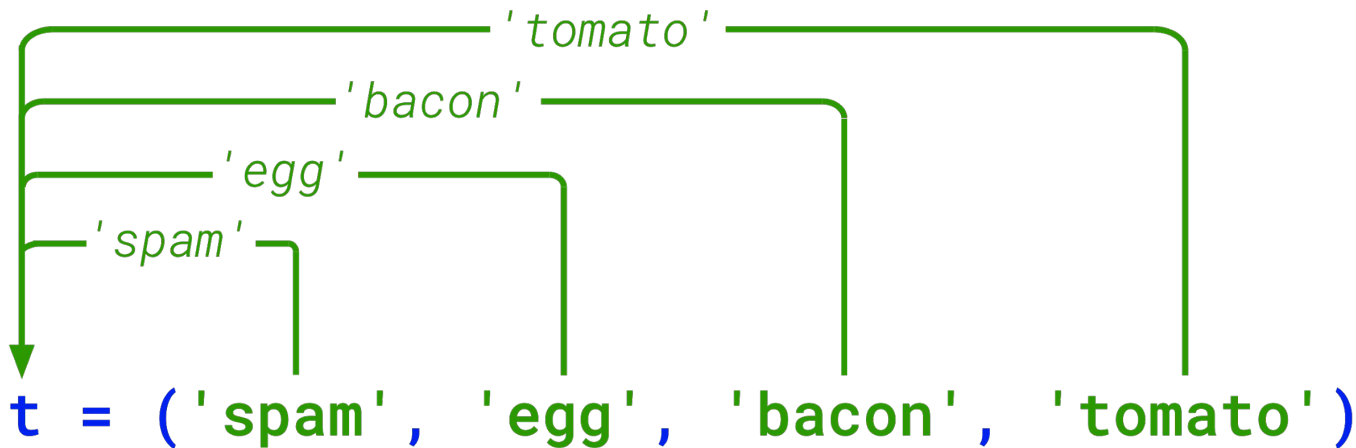 'tomato'
'bacon'
'egg'
'spam'
t = ('spam', 'egg', 'bacon', 'tomato')